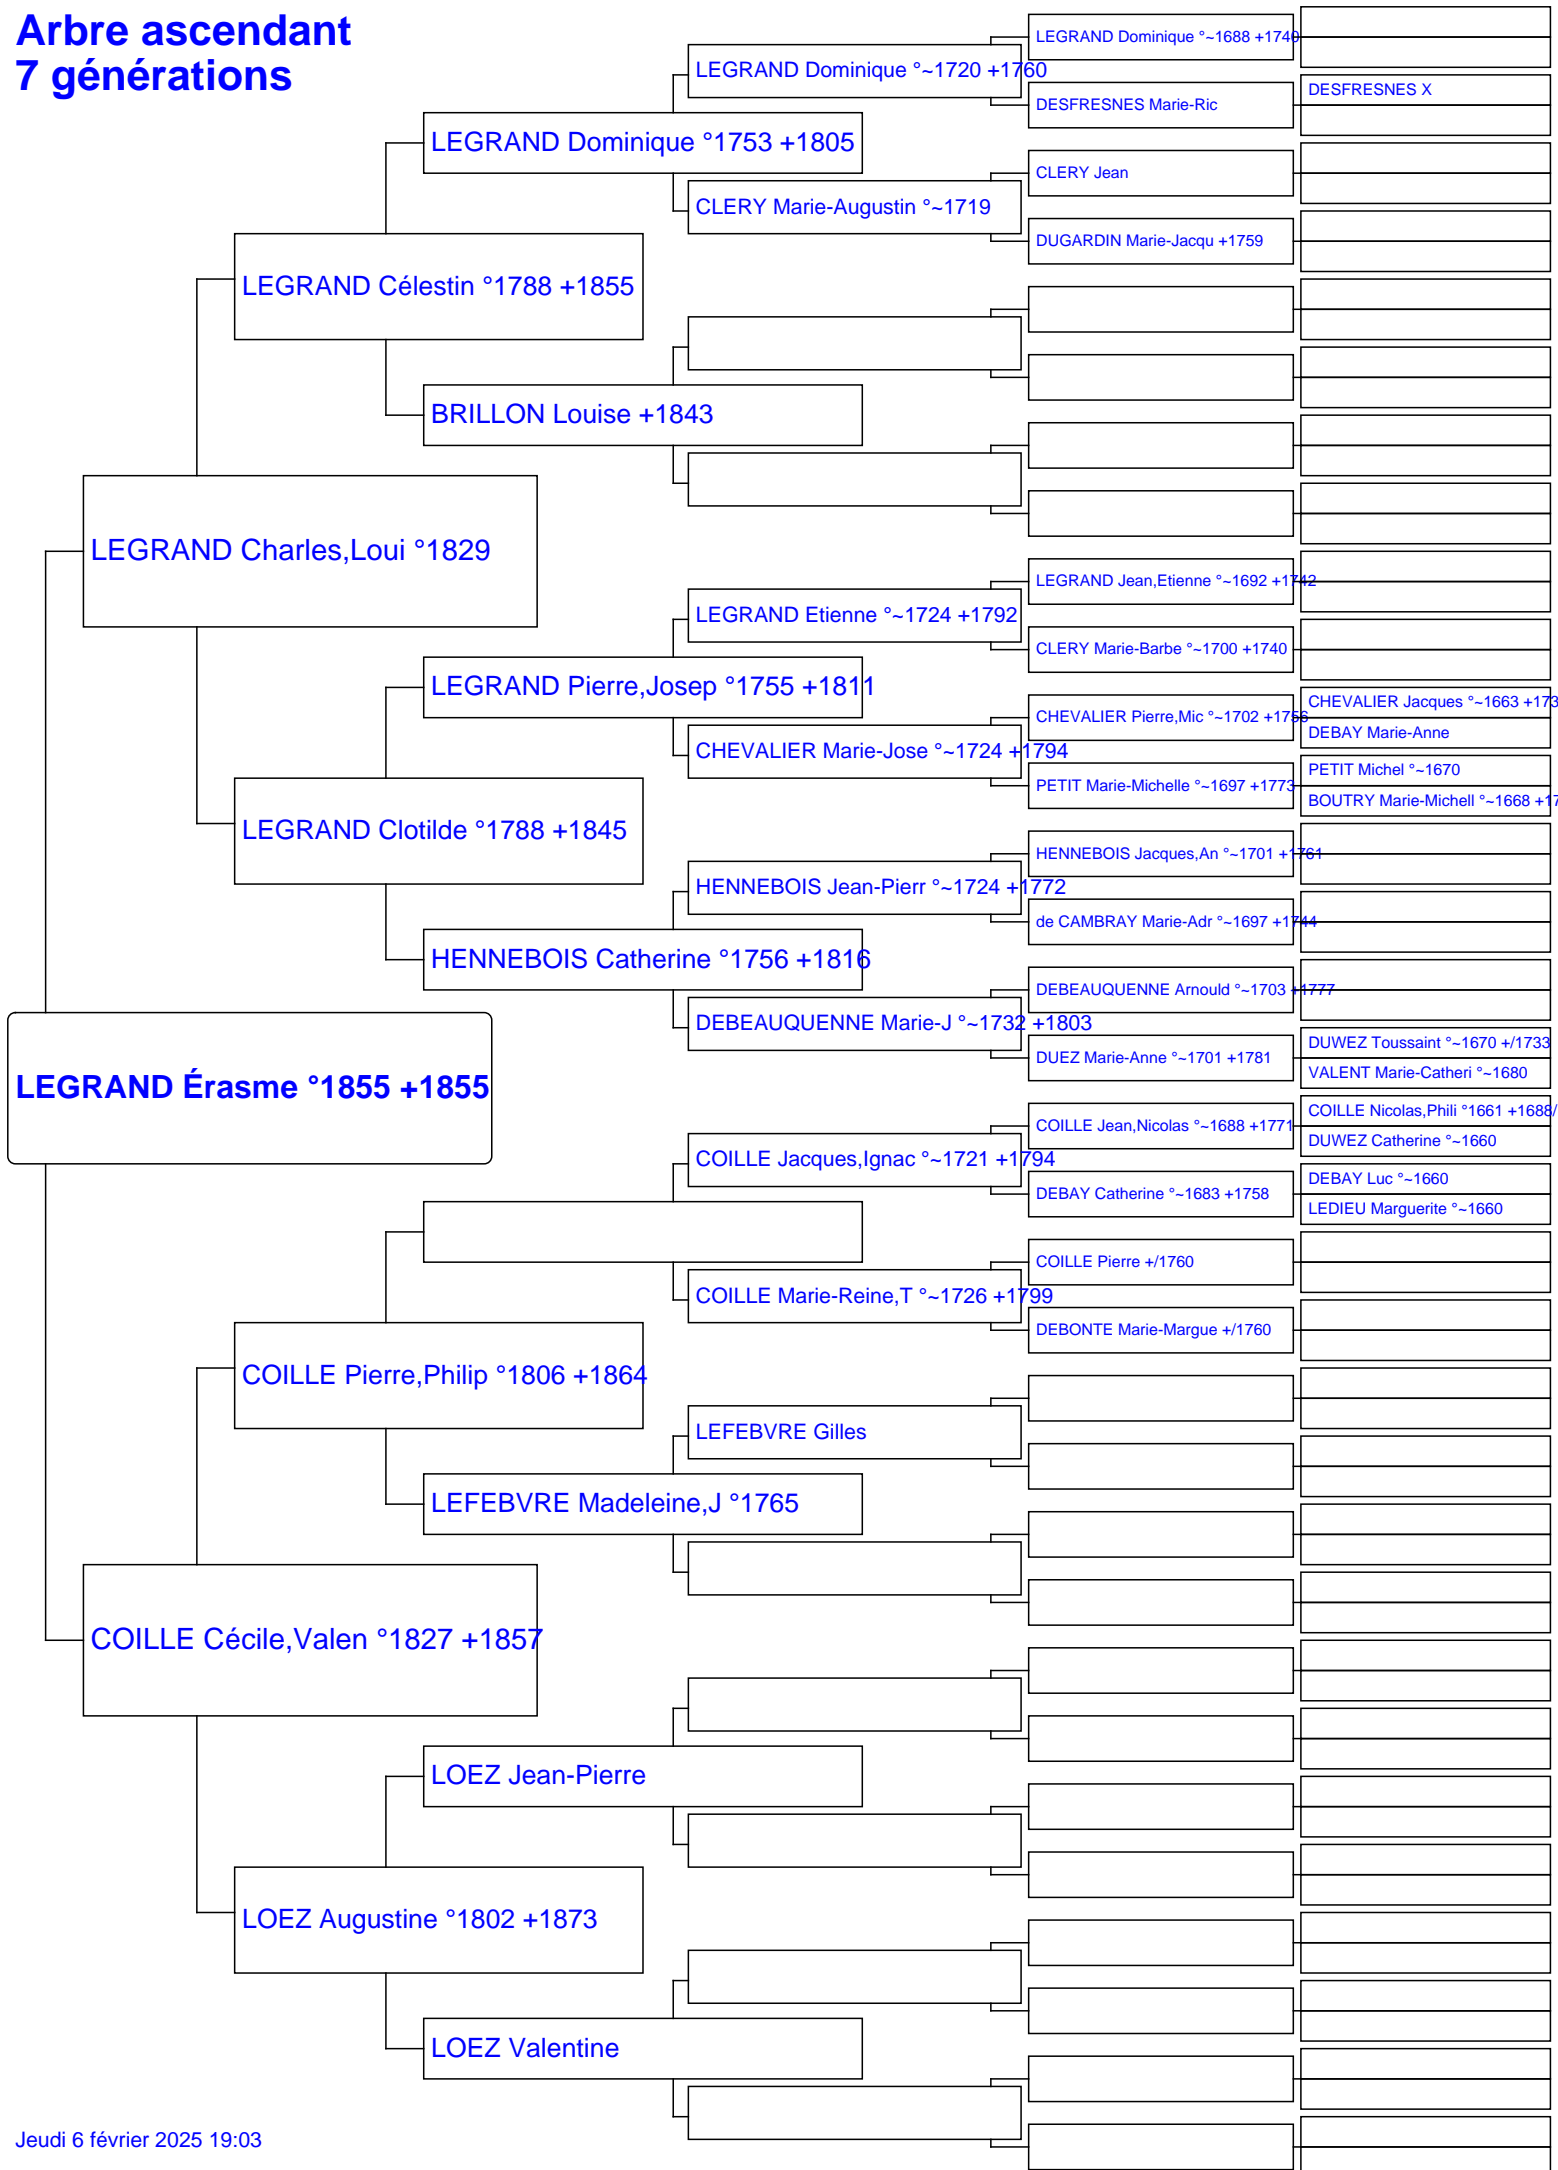 Arbre ascendant
7 générations
LEGRAND Érasme °1855 +1855
LEGRAND Charles,Loui °1829
COILLE Cécile,Valen °1827 +1857
LEGRAND Célestin °1788 +1855
LEGRAND Clotilde °1788 +1845
COILLE Pierre,Philip °1806 +1864
LOEZ Augustine °1802 +1873
LEGRAND Dominique °1753 +1805
BRILLON Louise +1843
LEGRAND Pierre,Josep °1755 +1811
HENNEBOIS Catherine °1756 +1816
LEFEBVRE Madeleine,J °1765
LOEZ Jean-Pierre
LOEZ Valentine
LEGRAND Dominique °~1720 +1760
CLERY Marie-Augustin °~1719
LEGRAND Etienne °~1724 +1792
CHEVALIER Marie-Jose °~1724 +1794
HENNEBOIS Jean-Pierr °~1724 +1772
DEBEAUQUENNE Marie-J °~1732 +1803
COILLE Jacques,Ignac °~1721 +1794
COILLE Marie-Reine,T °~1726 +1799
LEFEBVRE Gilles
LEGRAND Dominique °~1688 +1740
DESFRESNES Marie-Ric
CLERY Jean
DUGARDIN Marie-Jacqu +1759
LEGRAND Jean,Etienne °~1692 +1742
CLERY Marie-Barbe °~1700 +1740
CHEVALIER Pierre,Mic °~1702 +1756
PETIT Marie-Michelle °~1697 +1773
HENNEBOIS Jacques,An °~1701 +1761
de CAMBRAY Marie-Adr °~1697 +1744
DEBEAUQUENNE Arnould °~1703 +1777
DUEZ Marie-Anne °~1701 +1781
COILLE Jean,Nicolas °~1688 +1771
DEBAY Catherine °~1683 +1758
COILLE Pierre +/1760
DEBONTE Marie-Margue +/1760
DESFRESNES X
CHEVALIER Jacques °~1663 +173
DEBAY Marie-Anne
PETIT Michel °~1670
BOUTRY Marie-Michell °~1668 +17
DUWEZ Toussaint °~1670 +/1733
VALENT Marie-Catheri °~1680
COILLE Nicolas,Phili °1661 +1688/
DUWEZ Catherine °~1660
DEBAY Luc °~1660
LEDIEU Marguerite °~1660
Jeudi 6 février 2025 19:03